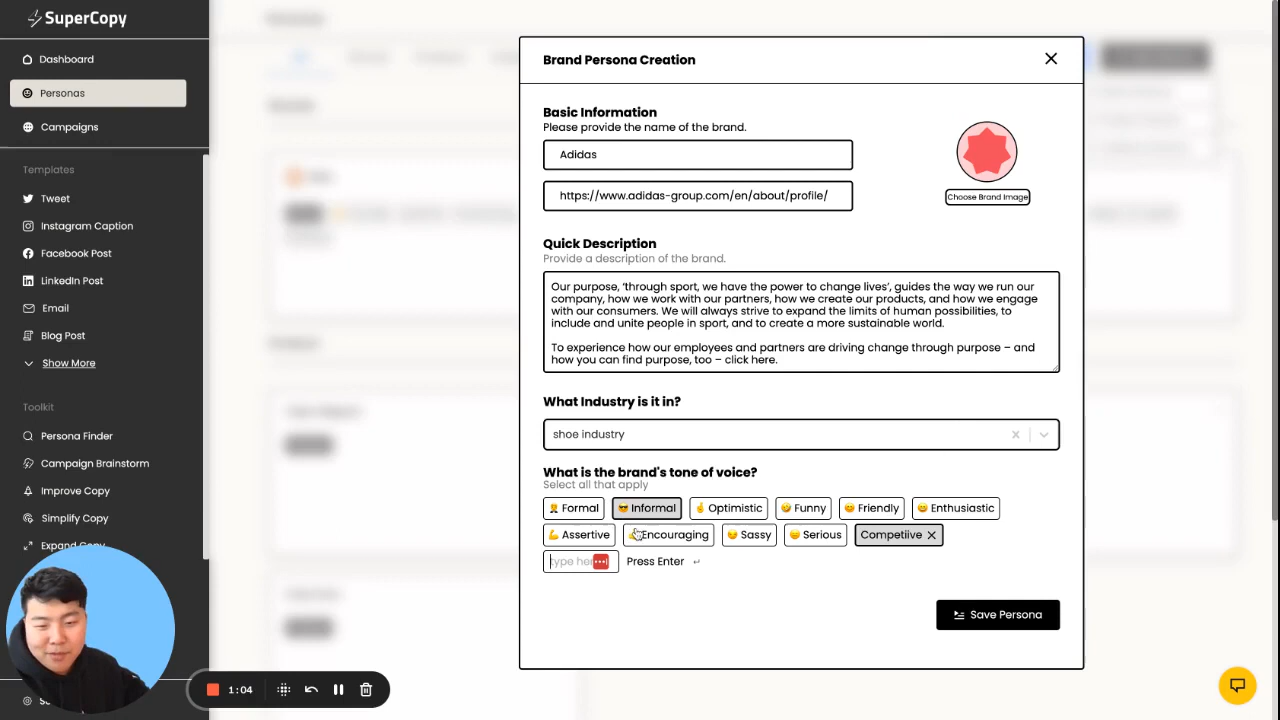 SuperCopy
Dashboard
Personas
Campaigns
Templates
Tweet
Instagram Caption
Facebook Post
LinkedIn Post
Email
Blog Post
Show More
Toolkit
Persona Finder
Campaign Brainstorm
Improve Copy
Simplify Copy
Expand Copy
1:04
Brand Persona Creation
Basic Information
Please provide the name of the brand.
Adidas
https://www.adidas-group.com/en/about/profile/
Choose Brand Image
Quick Description
Provide a description of the brand.
Our purpose, ‘through sport, we have the power to change lives’, guides the way we run our
company, how we work with our partners, how we create our products, and how we engage
with our consumers. We will always strive to expand the limits of human possibilities, to
include and unite people in sport, and to create a more sustainable world.
To experience how our employees and partners are driving change through purpose – and
how you can find purpose, too – click here.
What Industry is it in?
shoe industry
What is the brand's tone of voice?
Select all that apply
Formal Informal Optimistic Funny Friendly Enthusiastic
Assertive Encouraging Sassy Serious Competiive
type her Press Enter
Save Persona